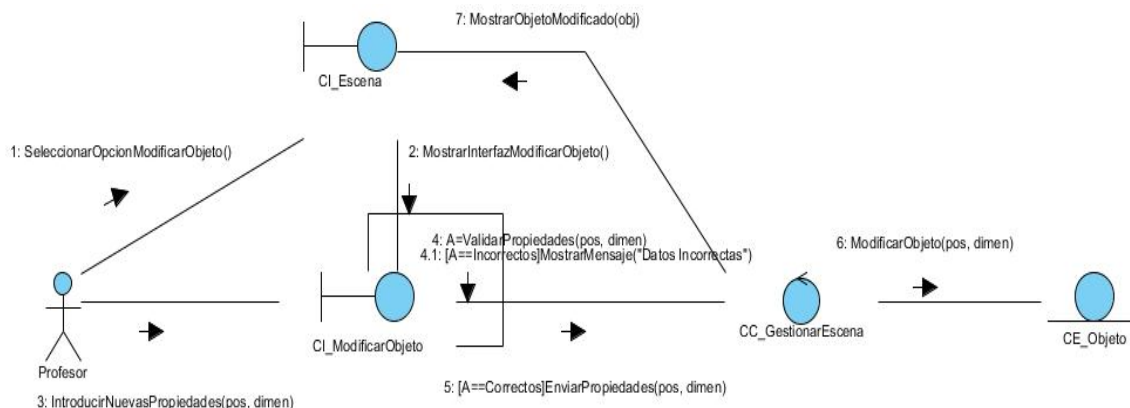 7: MostrarObjetoModificado(obj)
CI_Escena
1: SeleccionarOpcionModificarObjeto()
2: MostrarInterfazModificarObjeto()
4: A=ValidarPropiedades(pos, dimen)
4.1: [A==Incorrectos]MostrarMensaje("Datos Incorrectas")
6: ModificarObjeto(pos, dimen)
CI_ModificarObjeto
CC_GestionarEscena
CE_Objeto
Profesor
5: [A==Correctos]EnviarPropiedades(pos, dimen)
3: IntroducirNuevasPropiedades(pos, dimen)